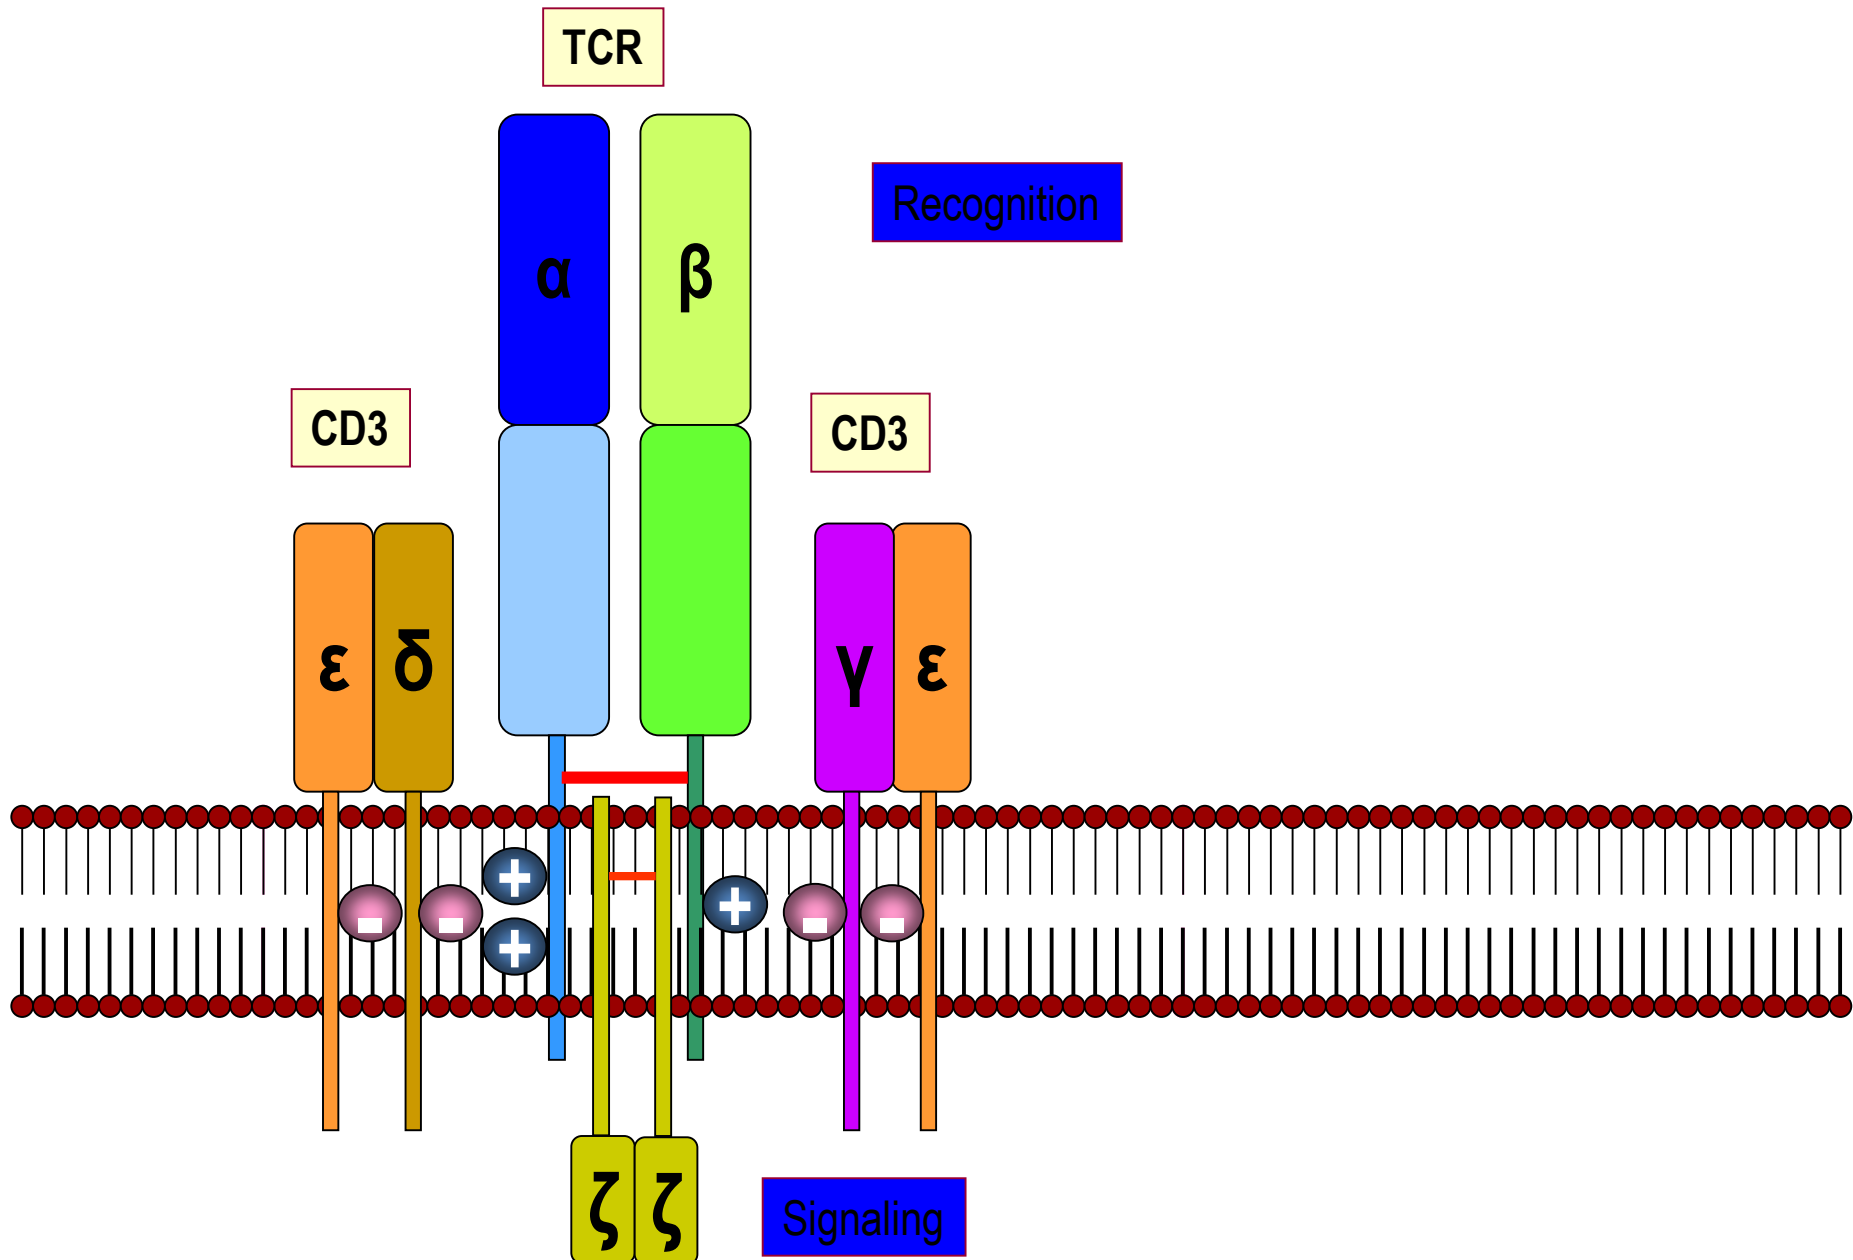 TCR
Recognition
α
β
CD3
CD3
ε
δ
γ
ε
+
+
+
-
-
-
-
ζ
ζ
Signaling